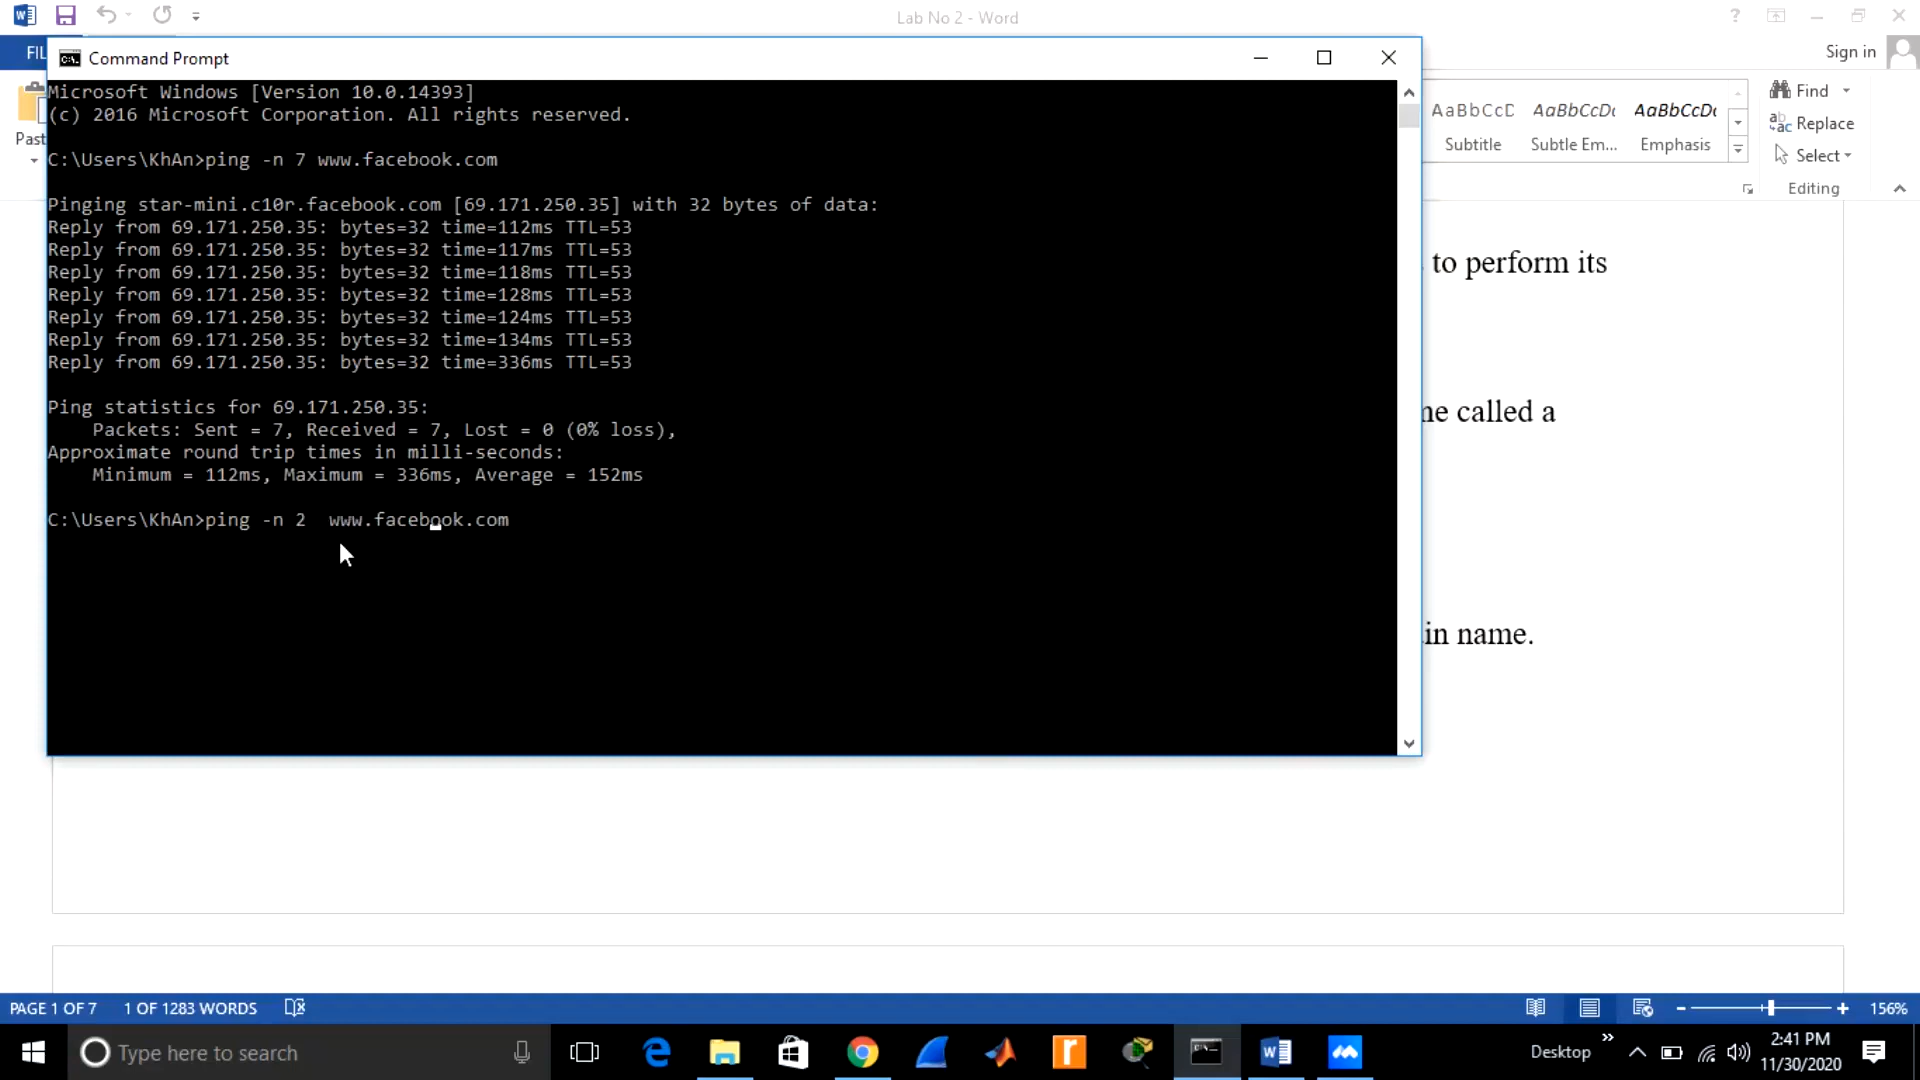 Lab No 2 - Word
?
FIL
Command Prompt
Sign in
Microsoft Windows [Version 10.0.14393]
(c) 2016 Microsoft Corporation. All rights reserved.
C:\Users\KhAn>ping -n 7 www.facebook.com
Pinging star-mini.c10r.facebook.com [69.171.250.35] with 32 bytes of data:
Reply from 69.171.250.35: bytes=32 time=112ms TTL=53
Reply from 69.171.250.35: bytes=32 time=117ms TTL=53
Reply from 69.171.250.35: bytes=32 time=118ms TTL=53
Reply from 69.171.250.35: bytes=32 time=128ms TTL=53
Reply from 69.171.250.35: bytes=32 time=124ms TTL=53
Reply from 69.171.250.35: bytes=32 time=134ms TTL=53
Reply from 69.171.250.35: bytes=32 time=336ms TTL=53
Ping statistics for 69.171.250.35:
Packets: Sent = 7, Received = 7, Lost = 0 (0% loss),
Approximate round trip times in milli-seconds:
Minimum = 112ms, Maximum = 336ms, Average = 152ms
C:\Users\KhAn>ping -n 2  www.facebook.com
Past
AaBbCcD AaBbCcDc AaBbCcDc
Subtitle Subtle Em... Emphasis
Find
Replace
Select
Editing
to perform its
ne called a
in name.
PAGE 1 OF 7 1 OF 1283 WORDS 156%
Type here to search
Desktop
2:41 PM
11/30/2020